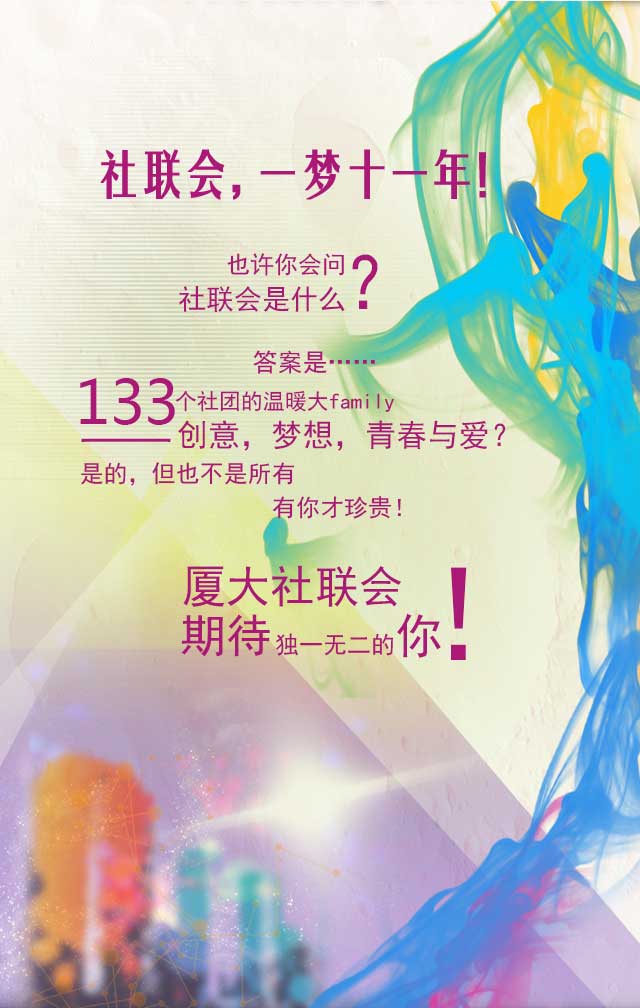 社联会，一梦十一年！
也许你会问
社联会是什么？
答案是……
133个社团的温暖大family
创意，梦想，青春与爱？
是的，但也不是所有
有你才珍贵！
厦大社联会
期待独一无二的你！